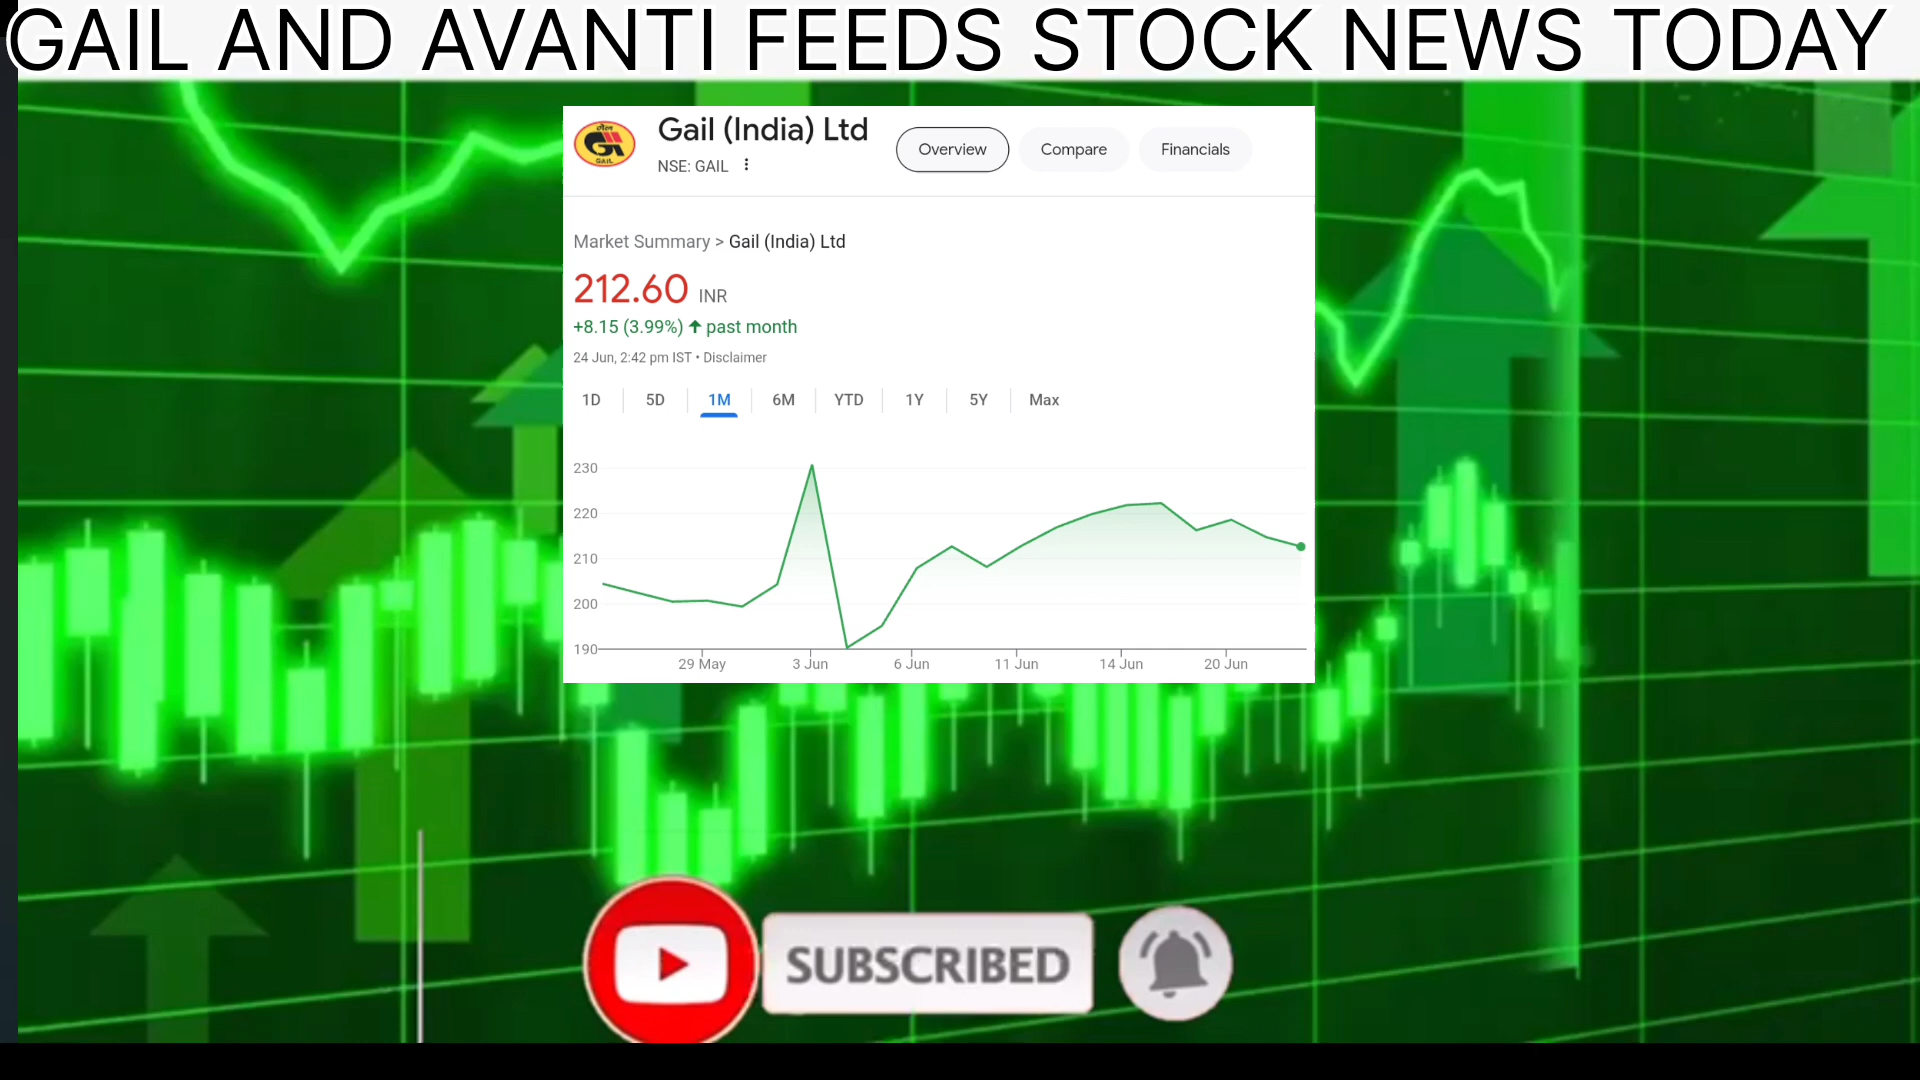 GAIL AND AVANTI FEEDS STOCK NEWS TODAY
गेल
GAIL
Gail (India) Ltd
NSE: GAIL
Overview
Compare
Financials
Market Summary > Gail (India) Ltd
212.60 INR
+8.15 (3.99%) ↑ past month
24 Jun, 2:42 pm IST • Disclaimer
1D 5D 1M 6M YTD 1Y 5Y Max
230
220
210
200
190
29 May 3 Jun 6 Jun 11 Jun 14 Jun 20 Jun
SUBSCRIBED